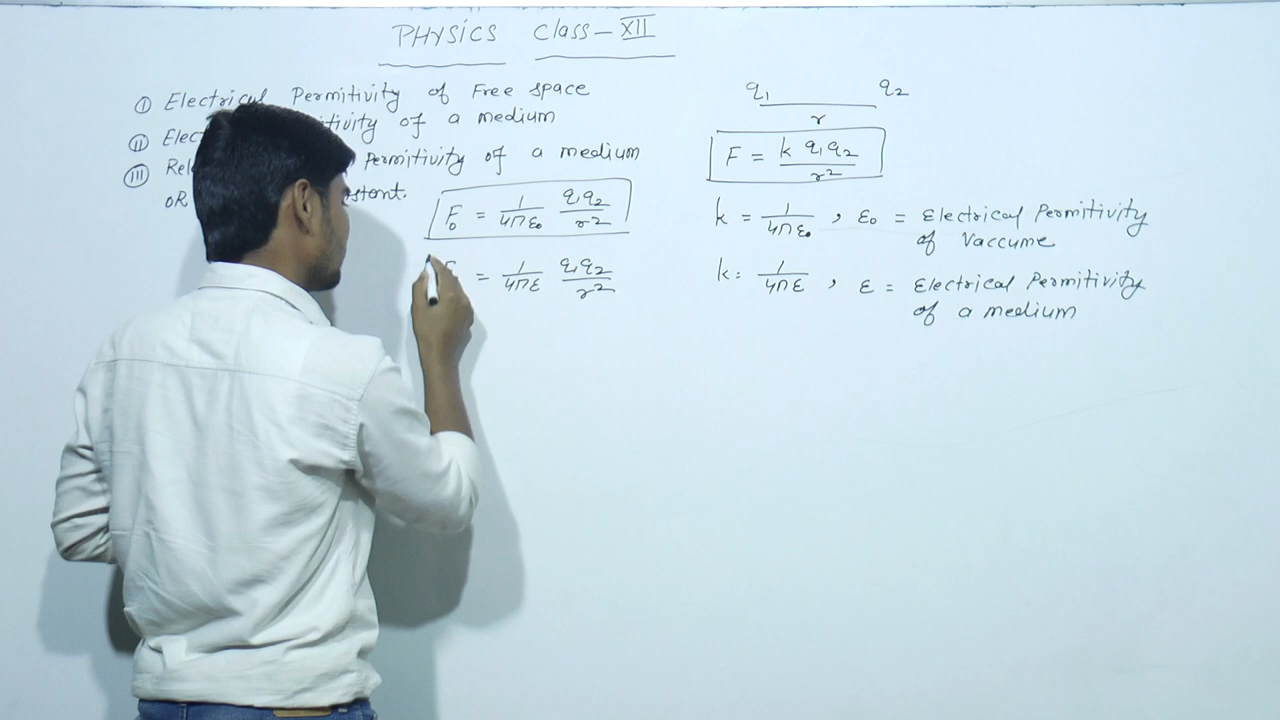 PHYSICS Class - XII
① Electrical Permitivity of Free space
② Elec tivity of a medium
③ Rel Permitivity of a medium
OR stant.
F₀ = 1/4πε₀ q₁q₂/r²
= 1/4πε q₁q₂/r²
q₁ q₂
r
F = k q₁q₂/r²
k = 1/4πε₀ , ε₀ = Electrical Permitivity
of Vaccume
k = 1/4πε , ε = Electrical Permitivity
of a medium